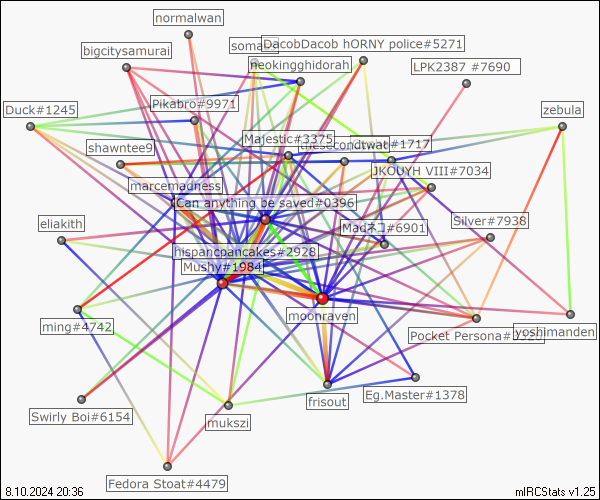 normalwan
bigcitysamurai
DacobDacob hORNY police#5271
neokingghidorah
LPK2387 #7690
Duck#1245
Pikabro#9971
zebula
Majestic#3375
#1717
shawntee9
JKOUYH VIII#7034
marcemadness
Can anything be saved#0396
eliakith
Madネコ#6901
Silver#7938
hispancpancakes#2928
Mushy#1984
moonraven
ming#4742
Pocket Persona
yoshimanden
Eg.Master#1378
frisout
Swirly Boi#6154
mukszi
Fedora Stoat#4479
8.10.2024 20:36
mIRCStats v1.25